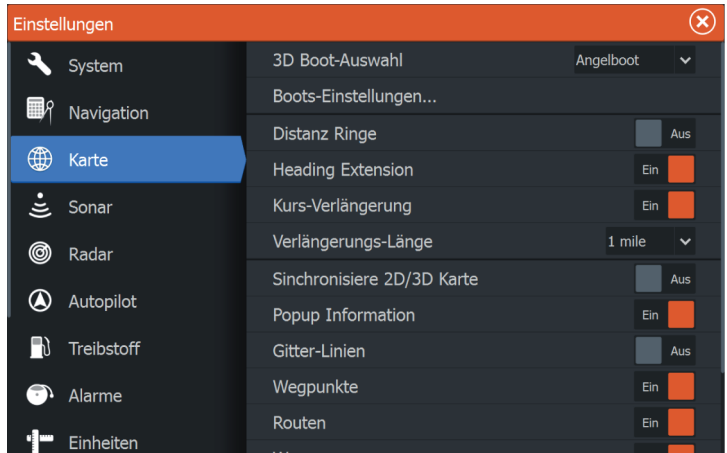 Einstellungen
System
Navigation
Karte
Sonar
Radar
Autopilot
Treibstoff
Alarme
Einheiten
3D Boot-Auswahl Angelboot
Boots-Einstellungen...
Distanz Ringe Aus
Heading Extension Ein
Kurs-Verlängerung Ein
Verlängerungs-Länge 1 mile
Sinchronisiere 2D/3D Karte Aus
Popup Information Ein
Gitter-Linien Aus
Wegpunkte Ein
Routen Ein